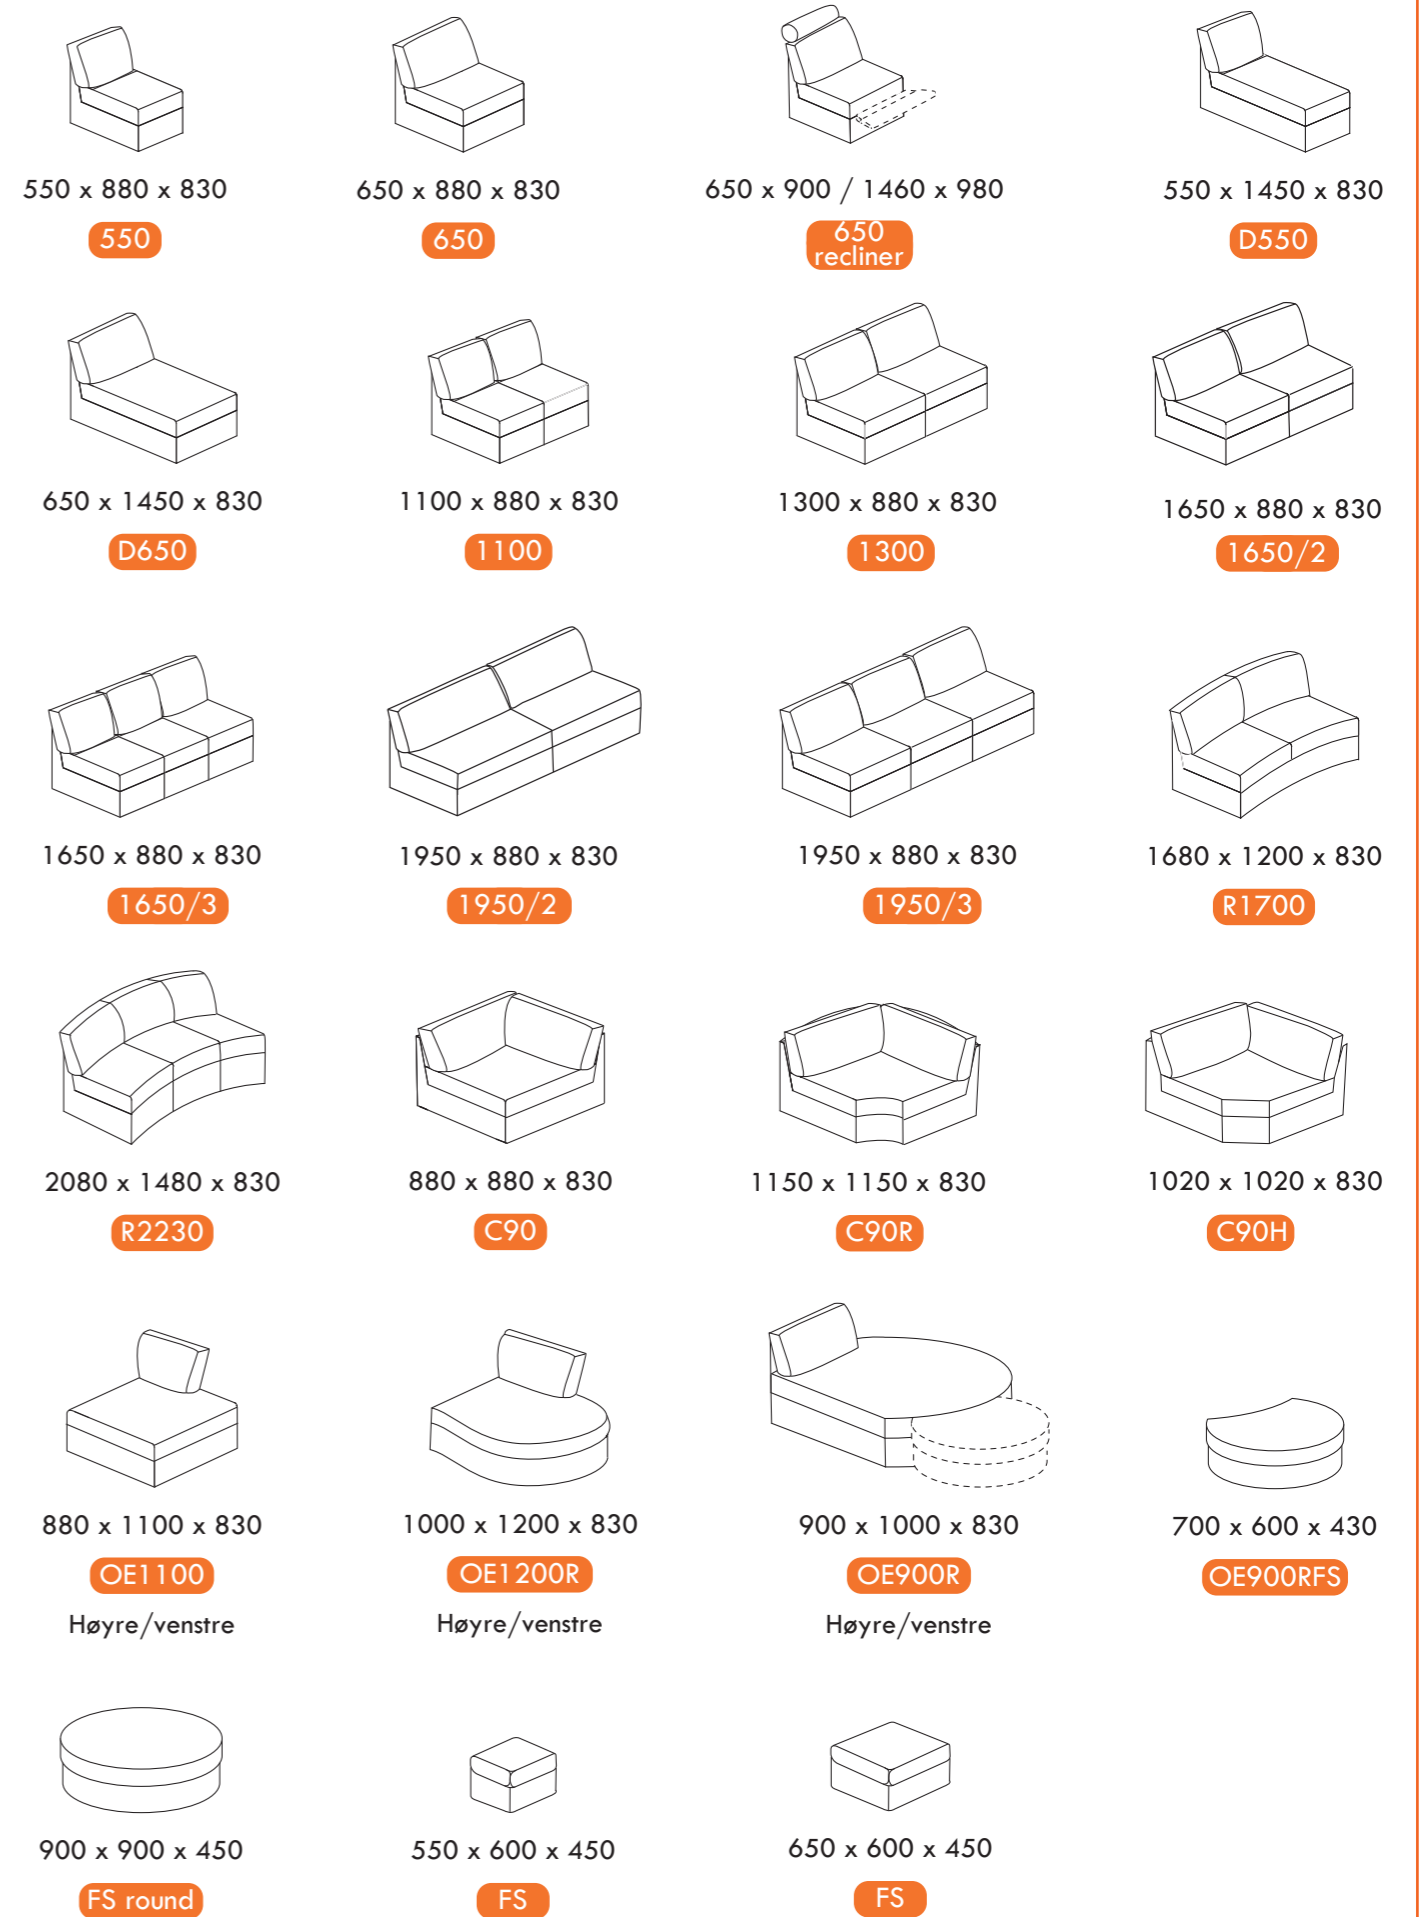 550 x 880 x 830
650 x 880 x 830
650 x 900 / 1460 x 980
550 x 1450 x 830
550
650
650
recliner
D550
650 x 1450 x 830
1100 x 880 x 830
1300 x 880 x 830
1650 x 880 x 830
D650
1100
1300
1650/2
1650 x 880 x 830
1950 x 880 x 830
1950 x 880 x 830
1680 x 1200 x 830
1650/3
1950/2
1950/3
R1700
2080 x 1480 x 830
880 x 880 x 830
1150 x 1150 x 830
1020 x 1020 x 830
R2230
C90
C90R
C90H
880 x 1100 x 830
1000 x 1200 x 830
900 x 1000 x 830
700 x 600 x 430
OE1100
OE1200R
OE900R
OE900RFS
Høyre/venstre
Høyre/venstre
Høyre/venstre
900 x 900 x 450
550 x 600 x 450
650 x 600 x 450
FS round
FS
FS